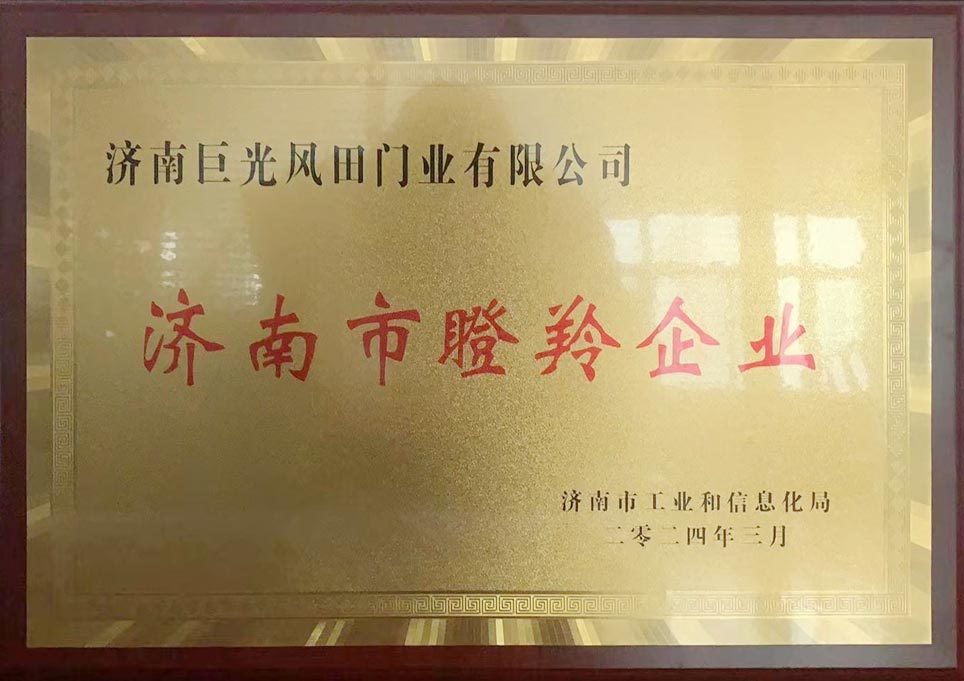 济南巨光风田门业有限公司
济南市瞪羚企业
济南市工业和信息化局
二零二四年三月